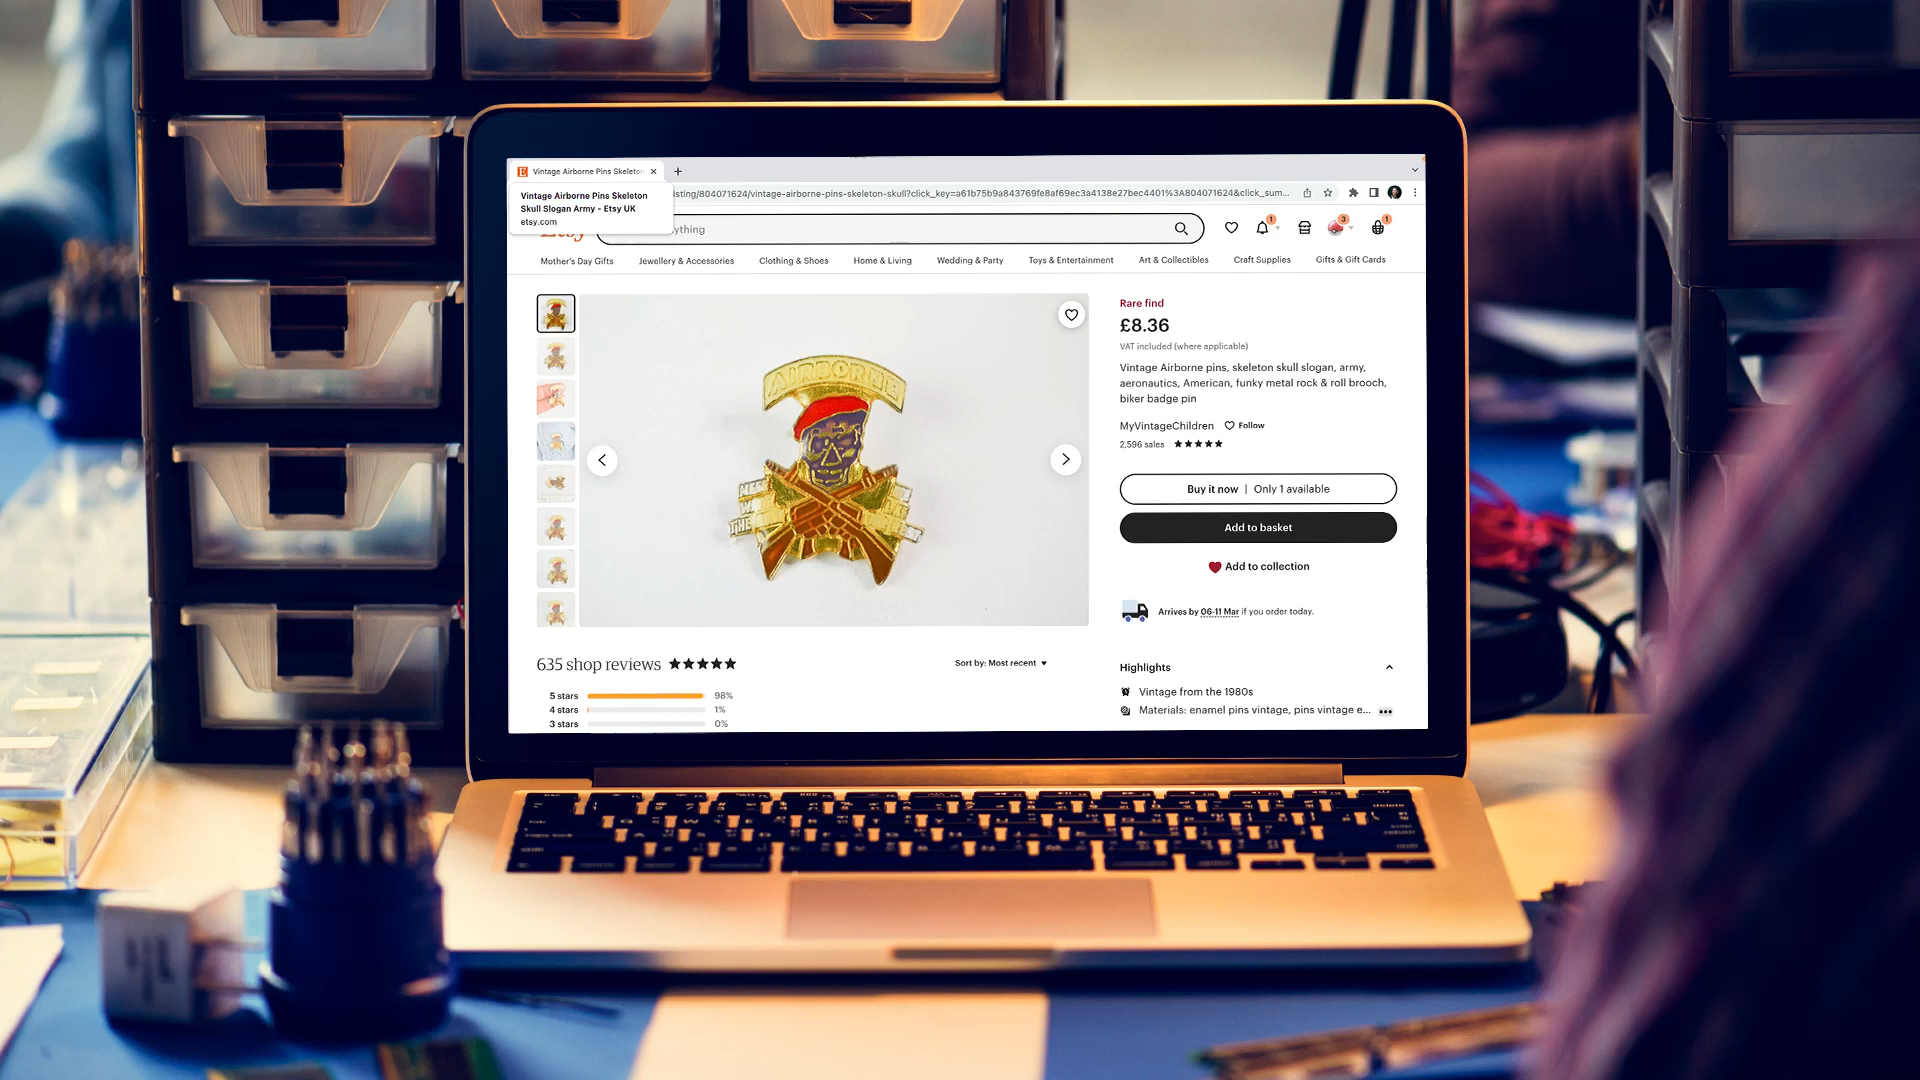 Vintage Airborne Pins Skeleton
Vintage Airborne Pins Skeleton
Skull Slogan Army - Etsy UK
etsy.com
isting/804071624/vintage-airborne-pins-skeleton-skull?click_key=a61b75b9a843769fe8af69ec3a4138e27bec4401%3A804071624&click_sum...
Etsy
ything
1
3
1
Mother's Day Gifts
Jewellery & Accessories
Clothing & Shoes
Home & Living
Wedding & Party
Toys & Entertainment
Art & Collectibles
Craft Supplies
Gifts & Gift Cards
AIRBORNE
Rare find
£8.36
VAT included (where applicable)
Vintage Airborne pins, skeleton skull slogan, army,
aeronautics, American, funky metal rock & roll brooch,
biker badge pin
MyVintageChildren Follow
2,596 sales
Buy it now | Only 1 available
Add to basket
Add to collection
Arrives by 06-11 Mar if you order today.
635 shop reviews
Sort by: Most recent
5 stars 98%
4 stars 1%
3 stars 0%
Highlights
Vintage from the 1980s
Materials: enamel pins vintage, pins vintage e...